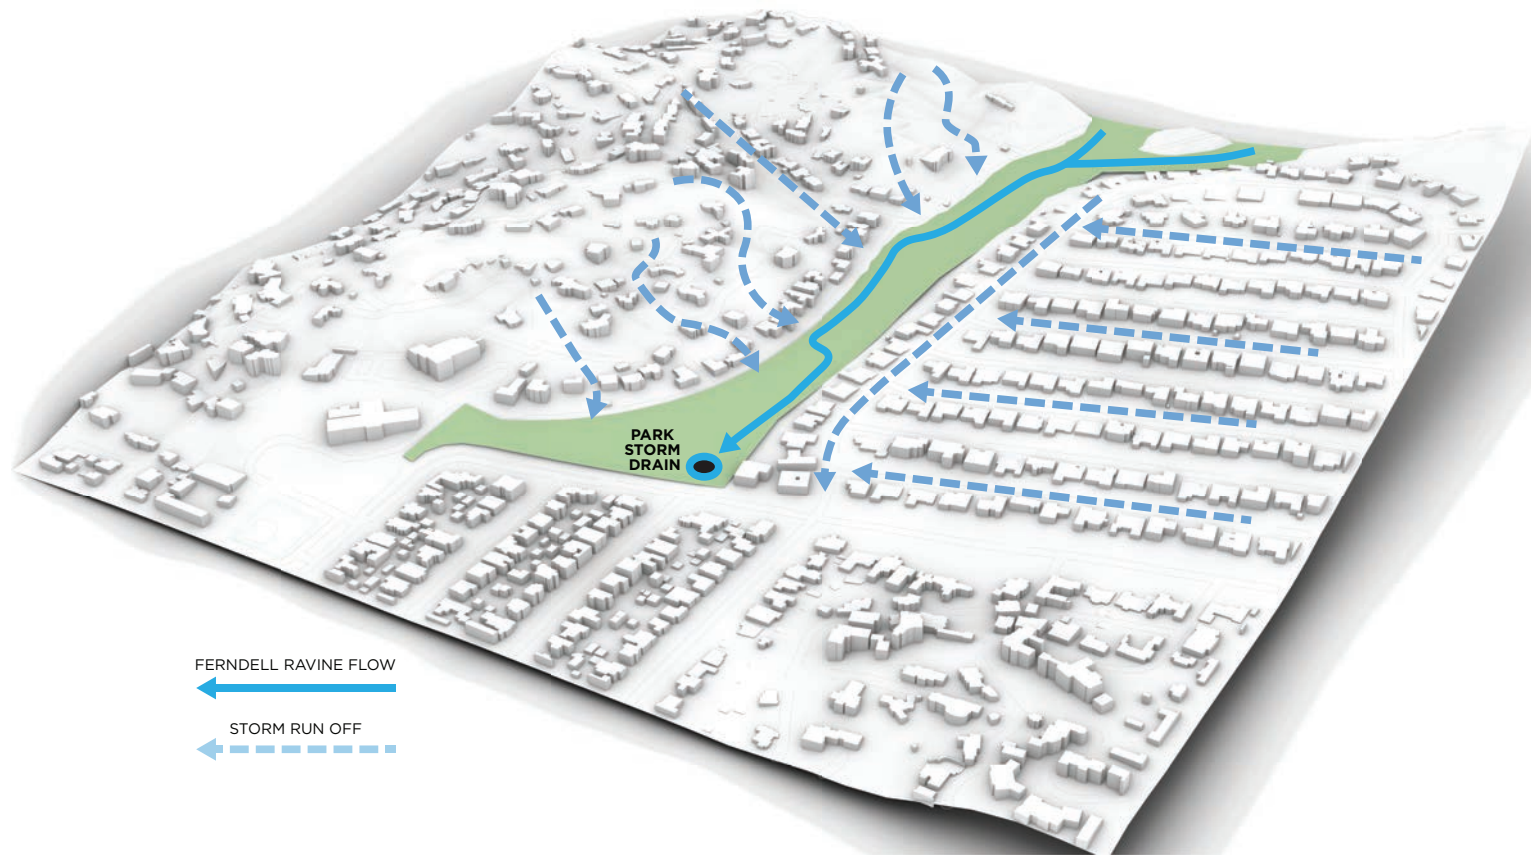 PARK
STORM
DRAIN
FERNDELL RAVINE FLOW
STORM RUN OFF